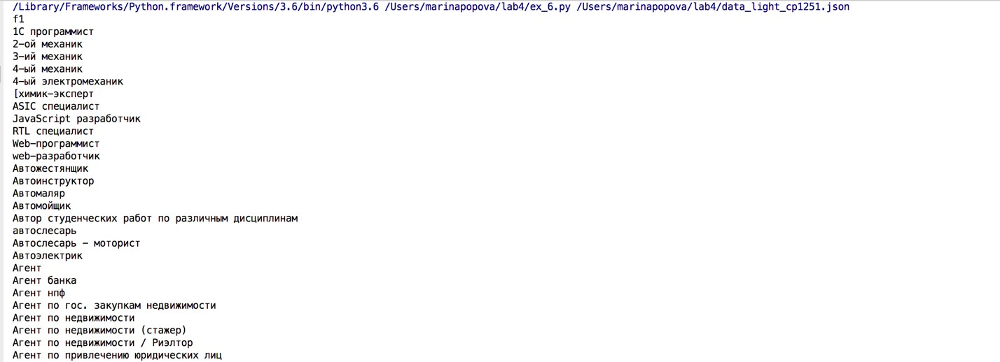 /Library/Frameworks/Python.framework/Versions/3.6/bin/python3.6 /Users/marinapopova/lab4/ex_6.py /Users/marinapopova/lab4/data_light_cp1251.json
f1
1С программист
2-ой механик
3-ий механик
4-ый механик
4-ый электромеханик
[химик-эксперт
ASIC специалист
JavaScript разработчик
RTL специалист
Web-программист
web-разработчик
Автожестянщик
Автоинструктор
Автомаляр
Автомойщик
Автор студенческих работ по различным дисциплинам
автослесарь
Автослесарь - моторист
Автоэлектрик
Агент
Агент банка
Агент нпф
Агент по гос. закупкам недвижимости
Агент по недвижимости
Агент по недвижимости (стажер)
Агент по недвижимости / Риэлтор
Агент по привлечению юридических лиц